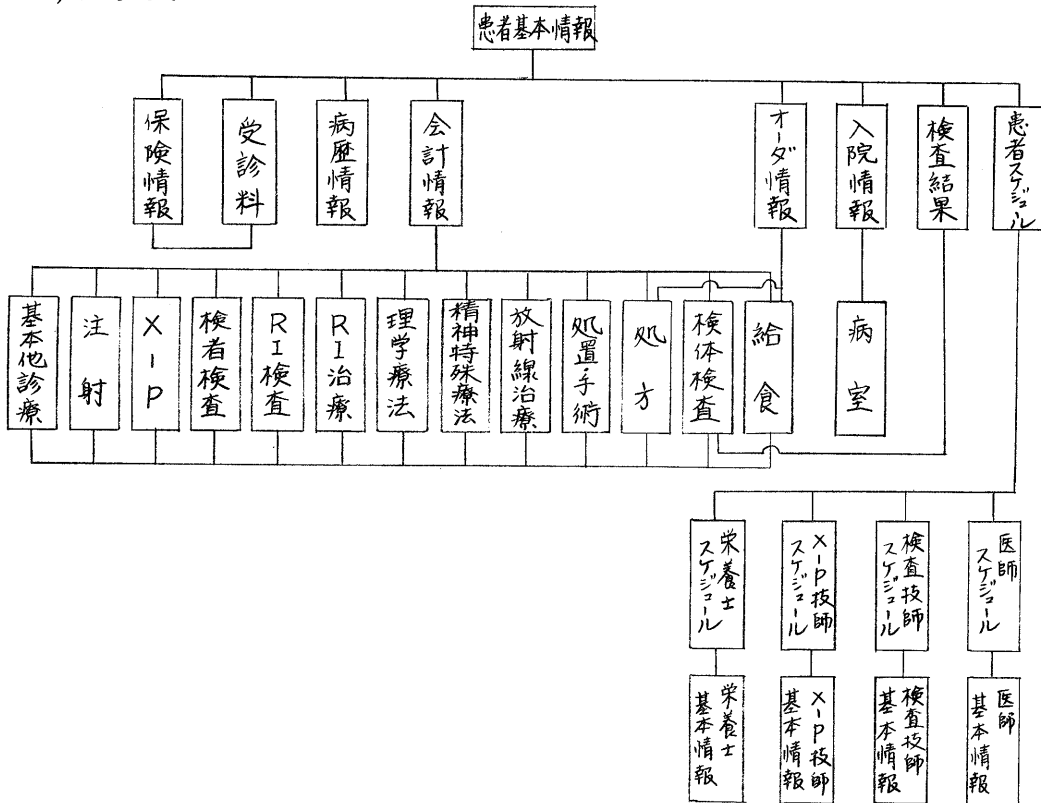 患者基本情報
保険情報
受診料
病歴情報
会計情報
オーダ情報
入院情報
検査結果
患者スケジュール
基本他診療
注射
X-P
検者検査
RI検査
RI治療
理学療法
精神特殊療法
放射線治療
処置・手術
処方
検体検査
給食
病室
栄養士
スケジュール
X-P技師
スケジュール
検査技師
スケジュール
医師
スケジュール
栄養士
基本情報
X-P技師
基本情報
検査技師
基本情報
医師
基本情報